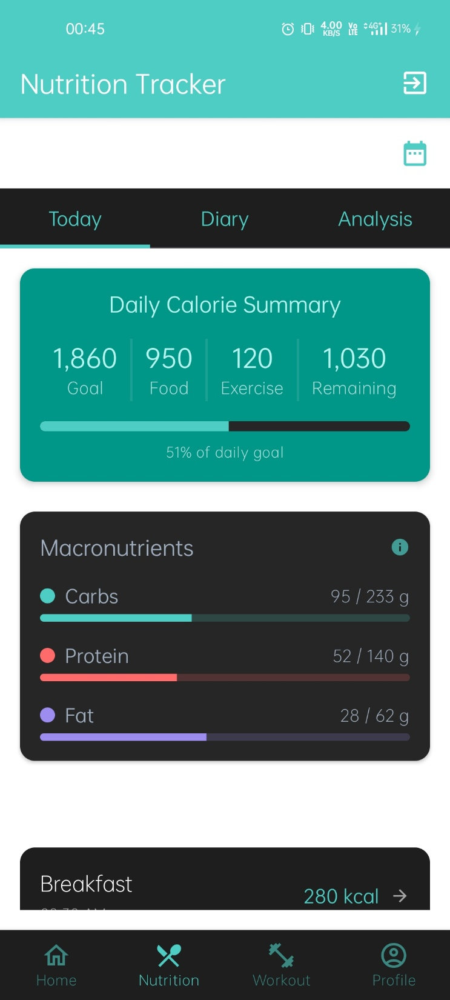 00:45
4.00 KB/S
Vo LTE
4G+
31%
Nutrition Tracker
Today Diary Analysis
Daily Calorie Summary
1,860 950 120 1,030
Goal Food Exercise Remaining
51% of daily goal
Macronutrients
Carbs 95 / 233 g
Protein 52 / 140 g
Fat 28 / 62 g
Breakfast
280 kcal
Home Nutrition Workout Profile